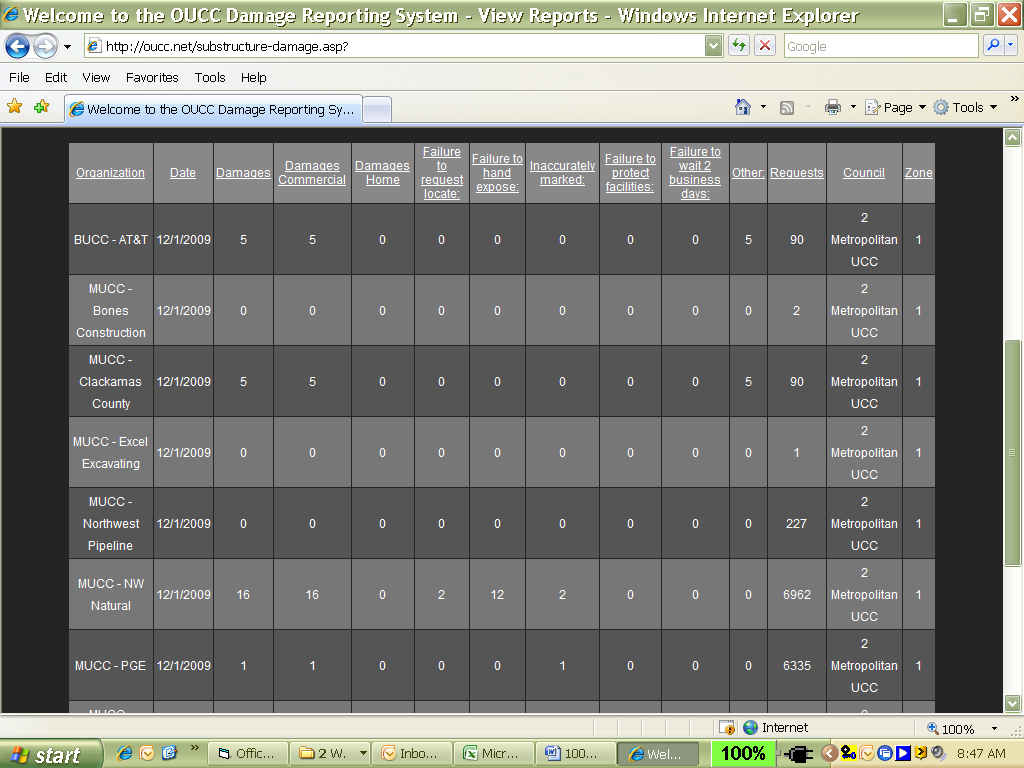 Welcome to the OUCC Damage Reporting System - View Reports - Windows Internet Explorer
http://oucc.net/substructure-damage.asp?
Google
File Edit View Favorites Tools Help
Welcome to the OUCC Damage Reporting Sy...
Page Tools »
Organization Date Damages Damages Commercial Damages Home Failure to request locate: Failure to hand expose: Inaccurately marked: Failure to protect facilities: Failure to wait 2 business days: Other: Requests Council Zone
BUCC - AT&T 12/1/2009 5 5 0 0 0 0 0 0 5 90 2 Metropolitan UCC 1
MUCC - Bones Construction 12/1/2009 0 0 0 0 0 0 0 0 0 2 2 Metropolitan UCC 1
MUCC - Clackamas County 12/1/2009 5 5 0 0 0 0 0 0 5 90 2 Metropolitan UCC 1
MUCC - Excel Excavating 12/1/2009 0 0 0 0 0 0 0 0 0 1 2 Metropolitan UCC 1
MUCC - Northwest Pipeline 12/1/2009 0 0 0 0 0 0 0 0 0 227 2 Metropolitan UCC 1
MUCC - NW Natural 12/1/2009 16 16 0 2 12 2 0 0 0 6962 2 Metropolitan UCC 1
MUCC - PGE 12/1/2009 1 1 0 0 0 1 0 0 0 6335 2 Metropolitan UCC 1
Internet 100%
start » Offic... 2 W. Inbo... Micr... 100... Wel... 100% 8:47 AM